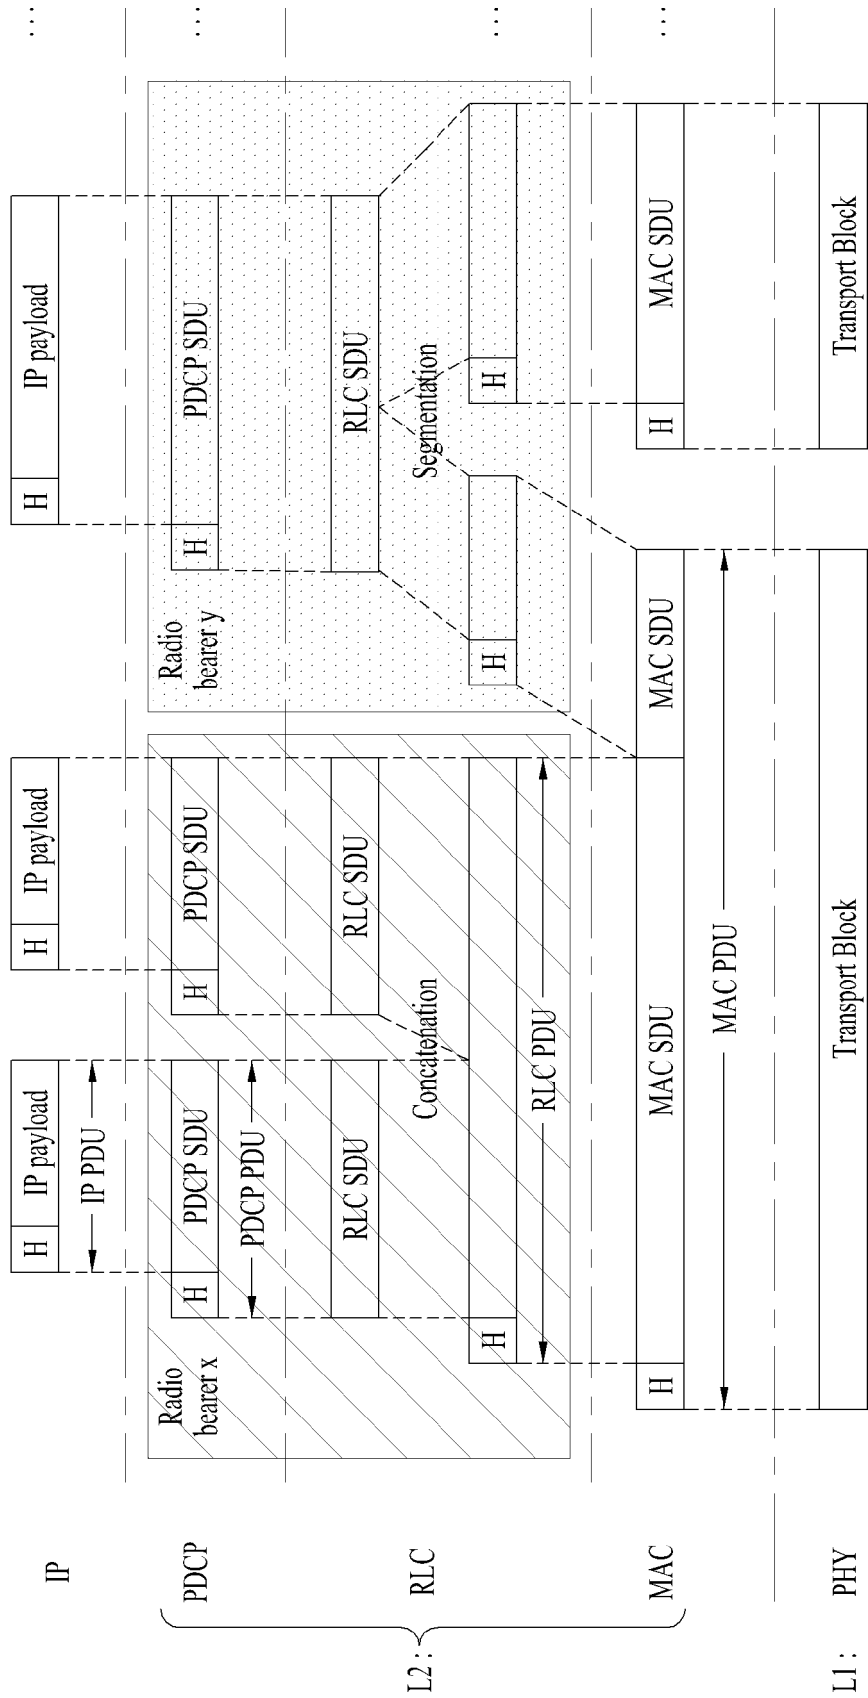 IP
H
IP payload
H
IP payload
H
IP payload
...
IP PDU
Radio
bearer x
Radio
bearer y
PDCP
H
PDCP SDU
H
PDCP SDU
H
PDCP SDU
...
PDCP PDU
RLC SDU
RLC SDU
RLC SDU
L2 :
RLC
Concatenation
Segmentation
H
H
H
...
RLC PDU
MAC
H
MAC SDU
MAC SDU
H
MAC SDU
...
MAC PDU
L1 :
PHY
Transport Block
Transport Block